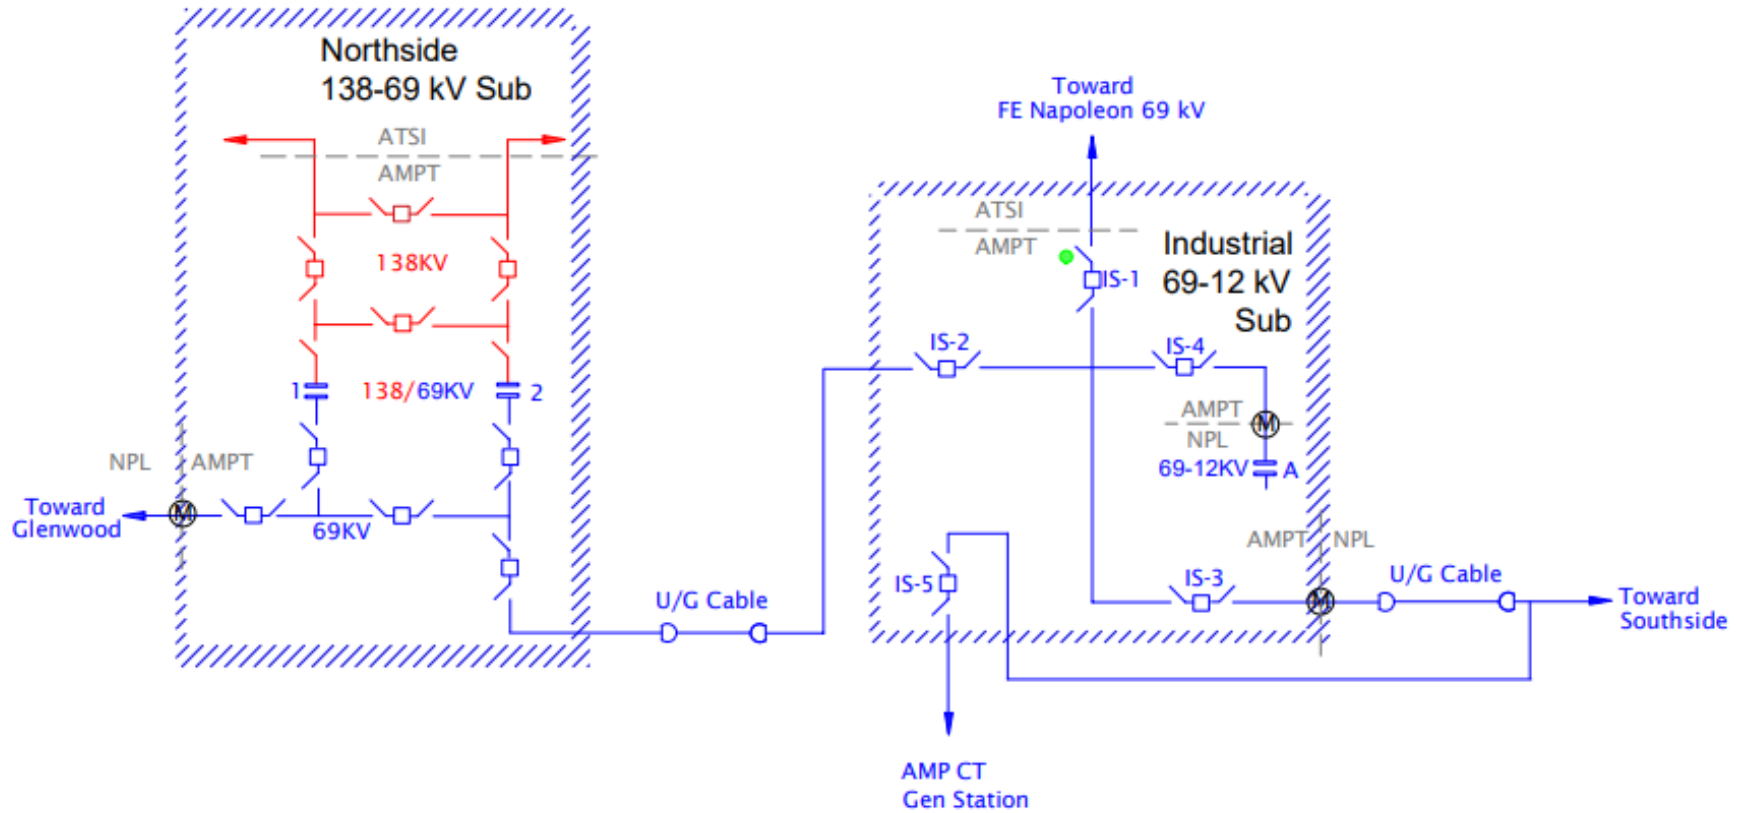 Northside
138-69 kV Sub
ATSI
AMPT
138KV
1
138/69KV
2
NPL
AMPT
Toward
Glenwood
M
69KV
U/G Cable
Toward
FE Napoleon 69 kV
ATSI
AMPT
Industrial
69-12 kV
Sub
IS-1
IS-2
IS-4
AMPT
M
NPL
69-12KV
A
AMPT
NPL
IS-5
IS-3
M
U/G Cable
Toward
Southside
AMP CT
Gen Station